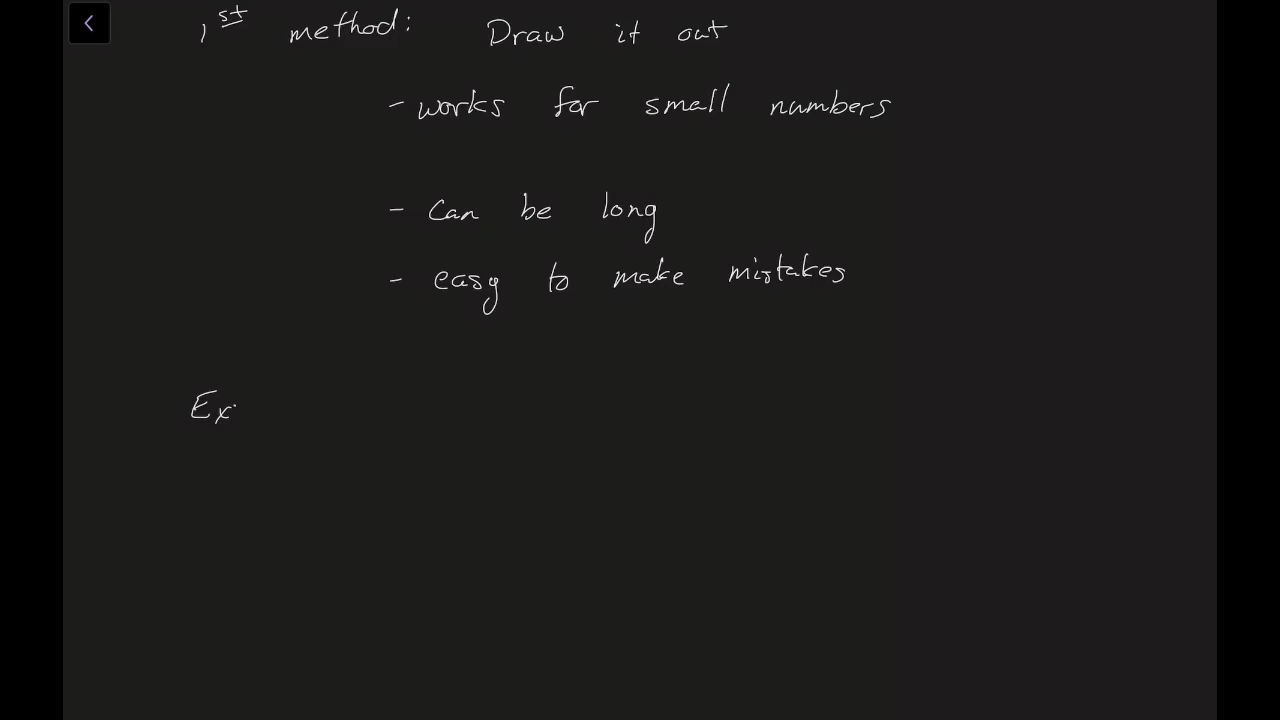 1st method: Draw it out
- works for small numbers
- can be long
- easy to make mistakes
Ex